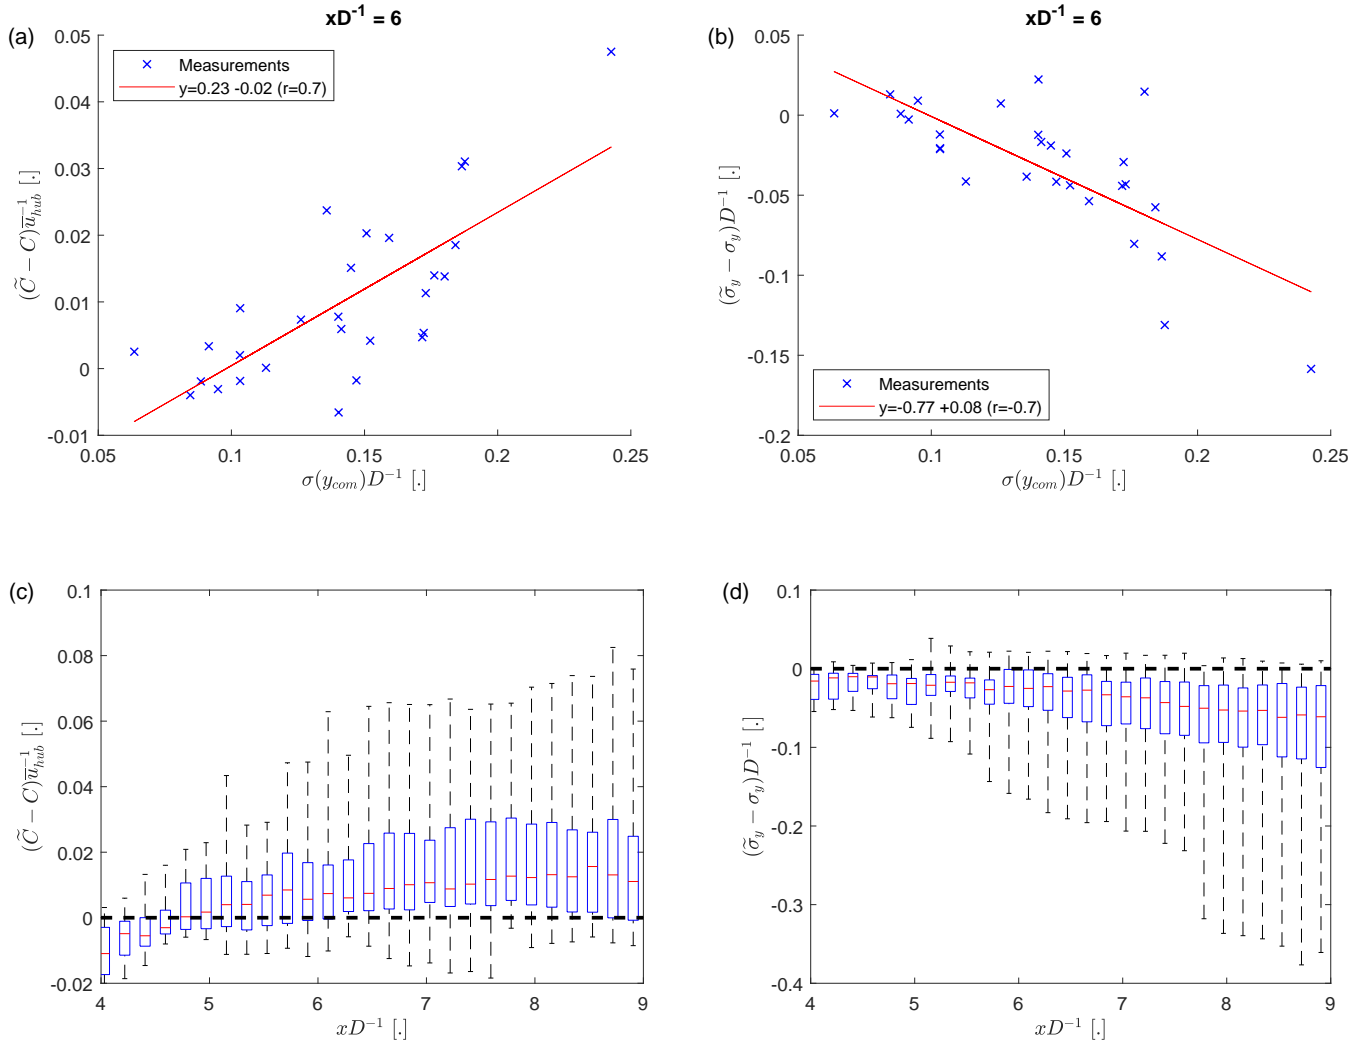 xD⁻¹ = 6
(a)
0.05
0.04
0.03
0.02
0.01
0
-0.01
Measurements
y=0.23 -0.02 (r=0.7)
0.05 0.1 0.15 0.2 0.25
(C̃ − C)u̅⁻¹hub [.]
σ(ycom)D⁻¹ [.]
xD⁻¹ = 6
(b)
0.05
0
-0.05
-0.1
-0.15
-0.2
Measurements
y=-0.77 +0.08 (r=-0.7)
0.05 0.1 0.15 0.2 0.25
(σ̃y − σy)D⁻¹ [.]
σ(ycom)D⁻¹ [.]
(c)
0.1
0.08
0.06
0.04
0.02
0
-0.02
4 5 6 7 8 9
(C̃ − C)u̅⁻¹hub [.]
xD⁻¹ [.]
(d)
0.1
0
-0.1
-0.2
-0.3
-0.4
4 5 6 7 8 9
(σ̃y − σy)D⁻¹ [.]
xD⁻¹ [.]